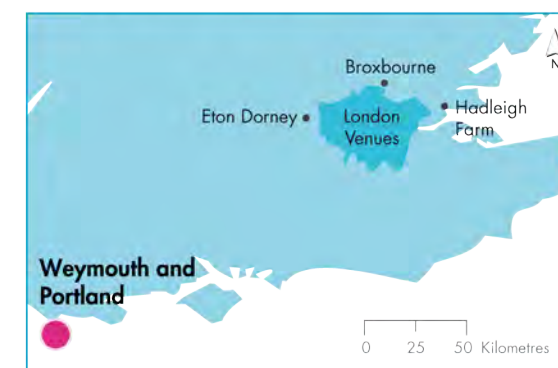 N
Broxbourne
Eton Dorney
London
Venues
Hadleigh
Farm
Weymouth and
Portland
0 25 50 Kilometres